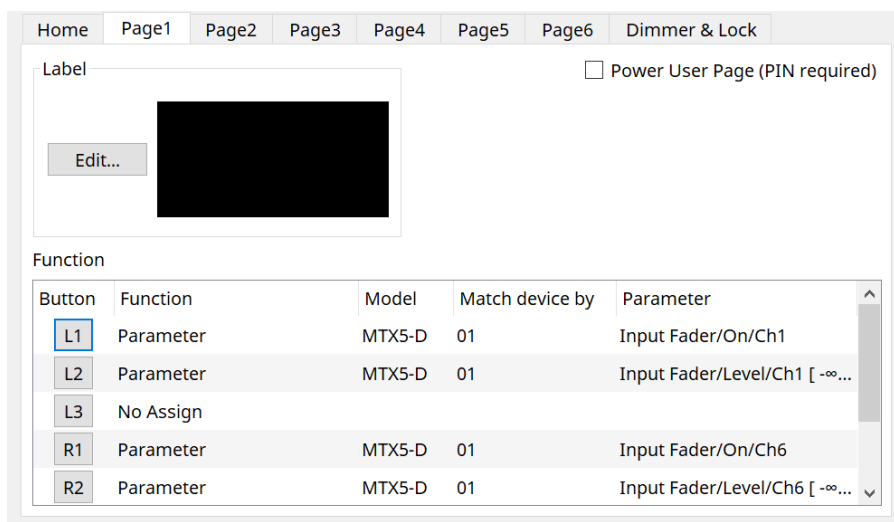 Home Page1 Page2 Page3 Page4 Page5 Page6 Dimmer & Lock
Label
Power User Page (PIN required)
Edit...
Function
Button Function Model Match device by Parameter
L1 Parameter MTX5-D 01 Input Fader/On/Ch1
L2 Parameter MTX5-D 01 Input Fader/Level/Ch1 [ -∞...
L3 No Assign
R1 Parameter MTX5-D 01 Input Fader/On/Ch6
R2 Parameter MTX5-D 01 Input Fader/Level/Ch6 [ -∞...